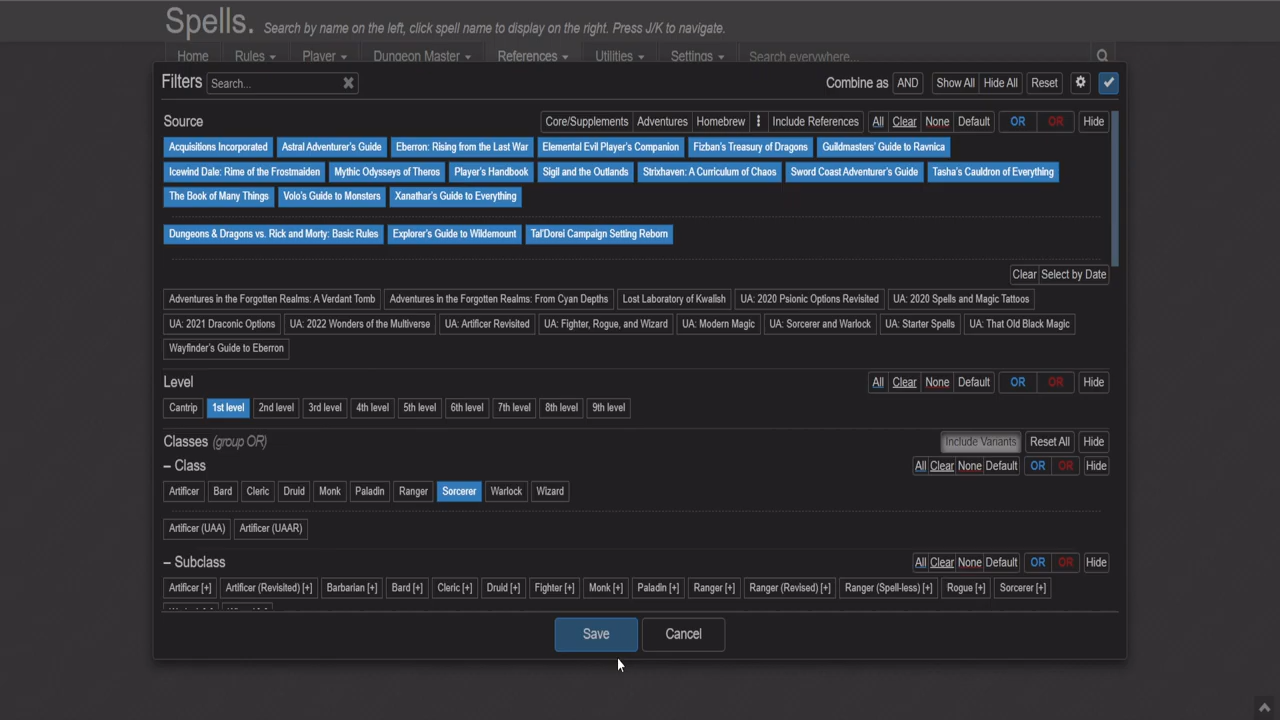 Spells. Search by name on the left, click spell name to display on the right. Press J/K to navigate.
Home Rules Player Dungeon Master References Utilities Settings Search everywhere...
Filters Search... Combine as AND Show All Hide All Reset
Source Core/Supplements Adventures Homebrew Include References All Clear None Default OR OR Hide
Acquisitions Incorporated Astral Adventurer's Guide Eberron: Rising from the Last War Elemental Evil Player's Companion Fizban's Treasury of Dragons Guildmasters' Guide to Ravnica
Icewind Dale: Rime of the Frostmaiden Mythic Odysseys of Theros Player's Handbook Sigil and the Outlands Strixhaven: A Curriculum of Chaos Sword Coast Adventurer's Guide Tasha's Cauldron of Everything
The Book of Many Things Volo's Guide to Monsters Xanathar's Guide to Everything
Dungeons & Dragons vs. Rick and Morty: Basic Rules Explorer's Guide to Wildemount Tal'Dorei Campaign Setting Reborn
Clear Select by Date
Adventures in the Forgotten Realms: A Verdant Tomb Adventures in the Forgotten Realms: From Cyan Depths Lost Laboratory of Kwalish UA: 2020 Psionic Options Revisited UA: 2020 Spells and Magic Tattoos
UA: 2021 Draconic Options UA: 2022 Wonders of the Multiverse UA: Artificer Revisited UA: Fighter, Rogue, and Wizard UA: Modern Magic UA: Sorcerer and Warlock UA: Starter Spells UA: That Old Black Magic
Wayfinder's Guide to Eberron
Level All Clear None Default OR OR Hide
Cantrip 1st level 2nd level 3rd level 4th level 5th level 6th level 7th level 8th level 9th level
Classes (group OR) Include Variants Reset All Hide
– Class All Clear None Default OR OR Hide
Artificer Bard Cleric Druid Monk Paladin Ranger Sorcerer Warlock Wizard
Artificer (UAA) Artificer (UAR)
– Subclass All Clear None Default OR OR Hide
Artificer [+] Artificer (Revisited) [+] Barbarian [+] Bard [+] Cleric [+] Druid [+] Fighter [+] Monk [+] Paladin [+] Ranger [+] Ranger (Revised) [+] Ranger (Spell-less) [+] Rogue [+] Sorcerer [+]
Save Cancel